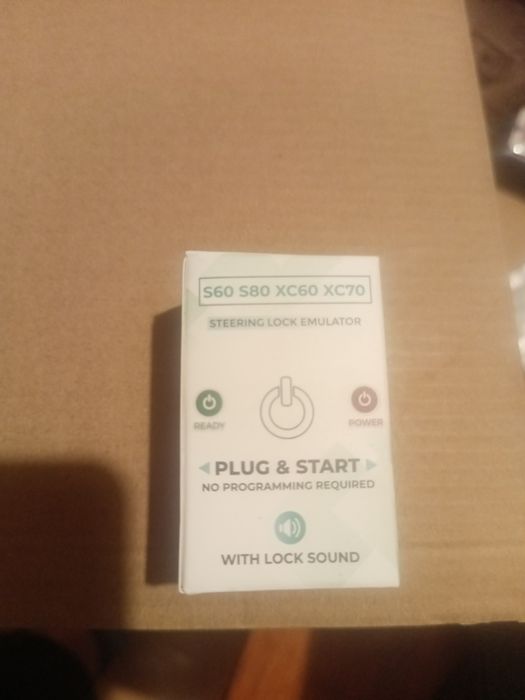 S60 S80 XC60 XC70
STEERING LOCK EMULATOR
READY
POWER
PLUG & START
NO PROGRAMMING REQUIRED
WITH LOCK SOUND